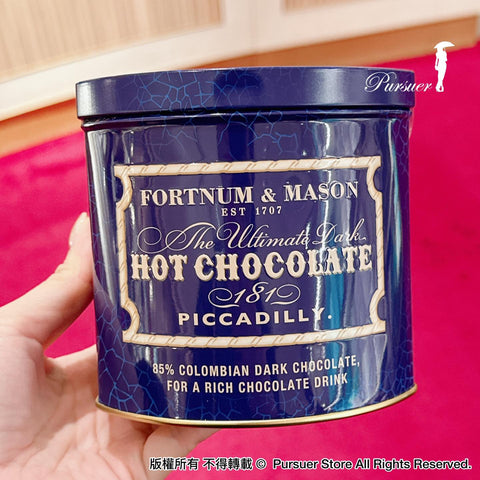 Pursuer
FORTNUM & MASON
EST 1707
The Ultimate Dark
HOT CHOCOLATE
181
PICCADILLY.
85% COLOMBIAN DARK CHOCOLATE,
FOR A RICH CHOCOLATE DRINK
版權所有 不得轉載 © Pursuer Store All Rights Reserved.